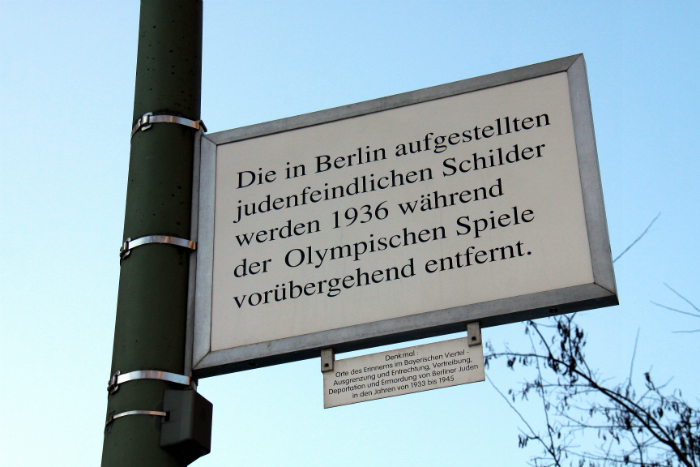 Die in Berlin aufgestellten
judenfeindlichen Schilder
werden 1936 während
der Olympischen Spiele
vorübergehend entfernt.
Denkmal:
Orte des Erinnerns im Bayerischen Viertel -
Ausgrenzung und Entrechtung, Vertreibung,
Deportation und Ermordung von Berliner Juden
in den Jahren von 1933 bis 1945